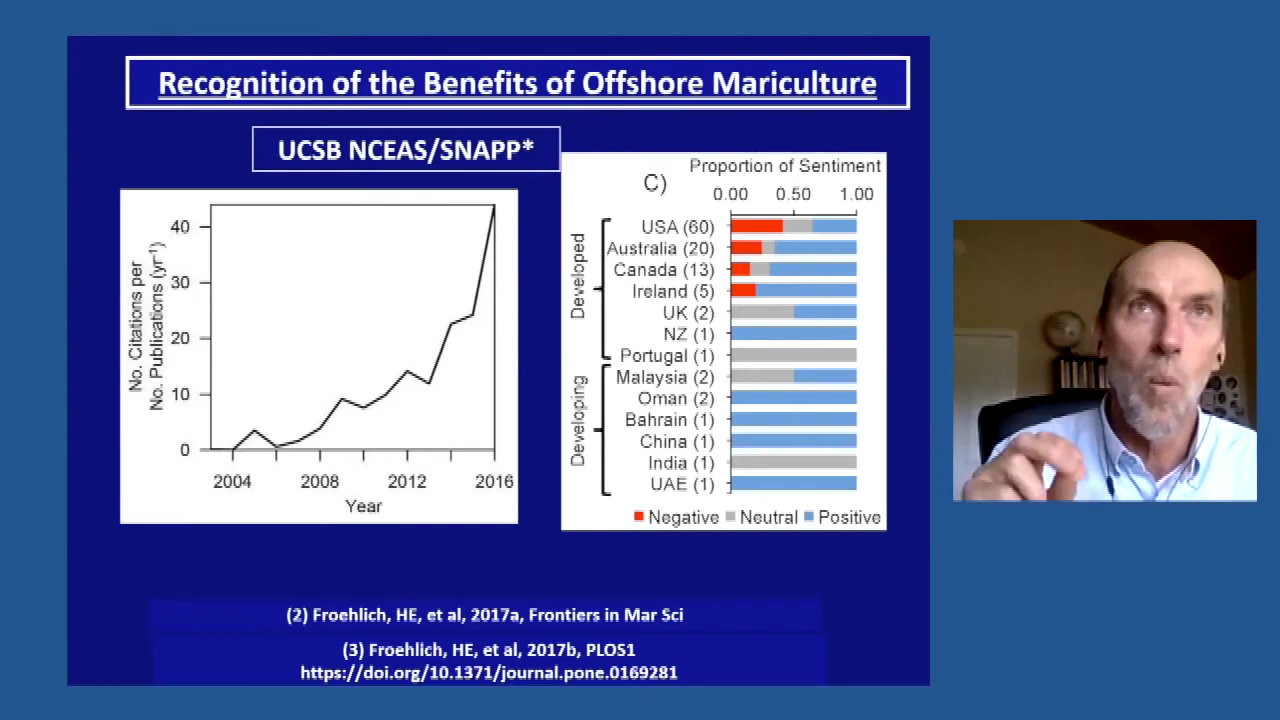 Recognition of the Benefits of Offshore Mariculture
UCSB NCEAS/SNAPP*
No. Citations per
No. Publications (yr⁻¹)
40
30
20
10
0
2004
2008
2012
2016
Year
C)
Proportion of Sentiment
0.00 0.50 1.00
Developed
USA (60)
Australia (20)
Canada (13)
Ireland (5)
UK (2)
NZ (1)
Portugal (1)
Developing
Malaysia (2)
Oman (2)
Bahrain (1)
China (1)
India (1)
UAE (1)
Negative Neutral Positive
(2) Froehlich, HE, et al, 2017a, Frontiers in Mar Sci
(3) Froehlich, HE, et al, 2017b, PLOS1
https://doi.org/10.1371/journal.pone.0169281